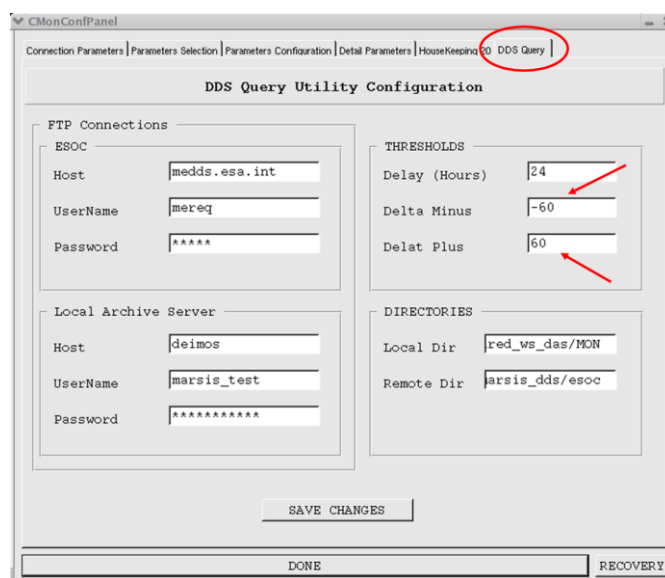 CMonConfPanel
Connection Parameters Parameters Selection Parameters Configuration Detail Parameters HouseKeeping 20 DDS Query
DDS Query Utility Configuration
FTP Connections
ESOC
Host medds.esa.int
UserName mereq
Password *****
THRESHOLDS
Delay (Hours) 24
Delta Minus -60
Delat Plus 60
Local Archive Server
Host deimos
UserName marsis_test
Password ***********
DIRECTORIES
Local Dir red_ws_das/MON
Remote Dir arsis_dds/esoc
SAVE CHANGES
DONE RECOVERY